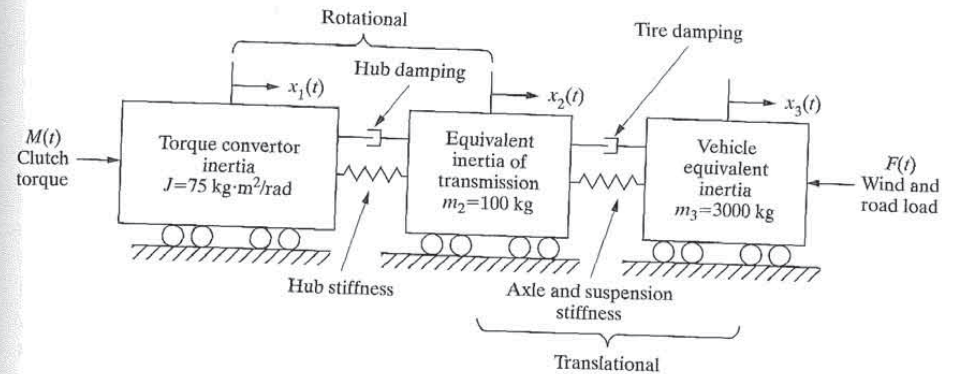 Rotational
Tire damping
Hub damping
x₁(t)
x₂(t)
x₃(t)
M(t)
Clutch
torque
Torque convertor
inertia
J=75 kg·m²/rad
Equivalent
inertia of
transmission
m₂=100 kg
Vehicle
equivalent
inertia
m₃=3000 kg
F(t)
Wind and
road load
Hub stiffness
Axle and suspension
stiffness
Translational